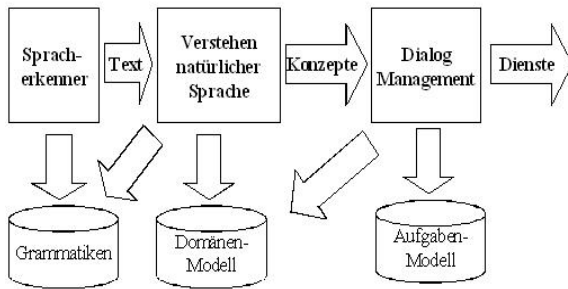 Sprach-
erkenner
Text
Verstehen
natürlicher
Sprache
Konzepte
Dialog
Management
Dienste
Grammatiken
Domänen-
Modell
Aufgaben-
Modell